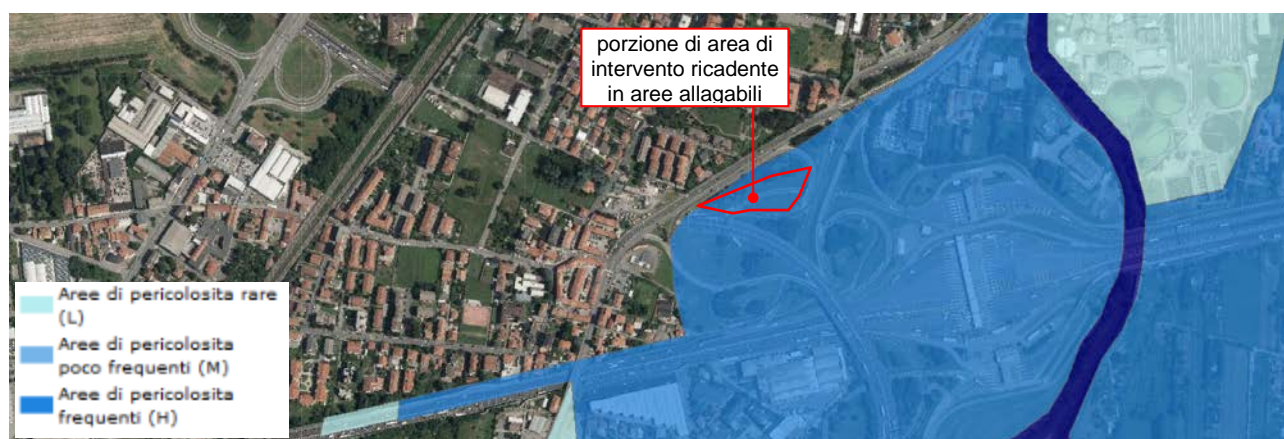 porzione di area di
intervento ricadente
in aree allagabili
Aree di pericolosita rare
(L)
Aree di pericolosita
poco frequenti (M)
Aree di pericolosita
frequenti (H)